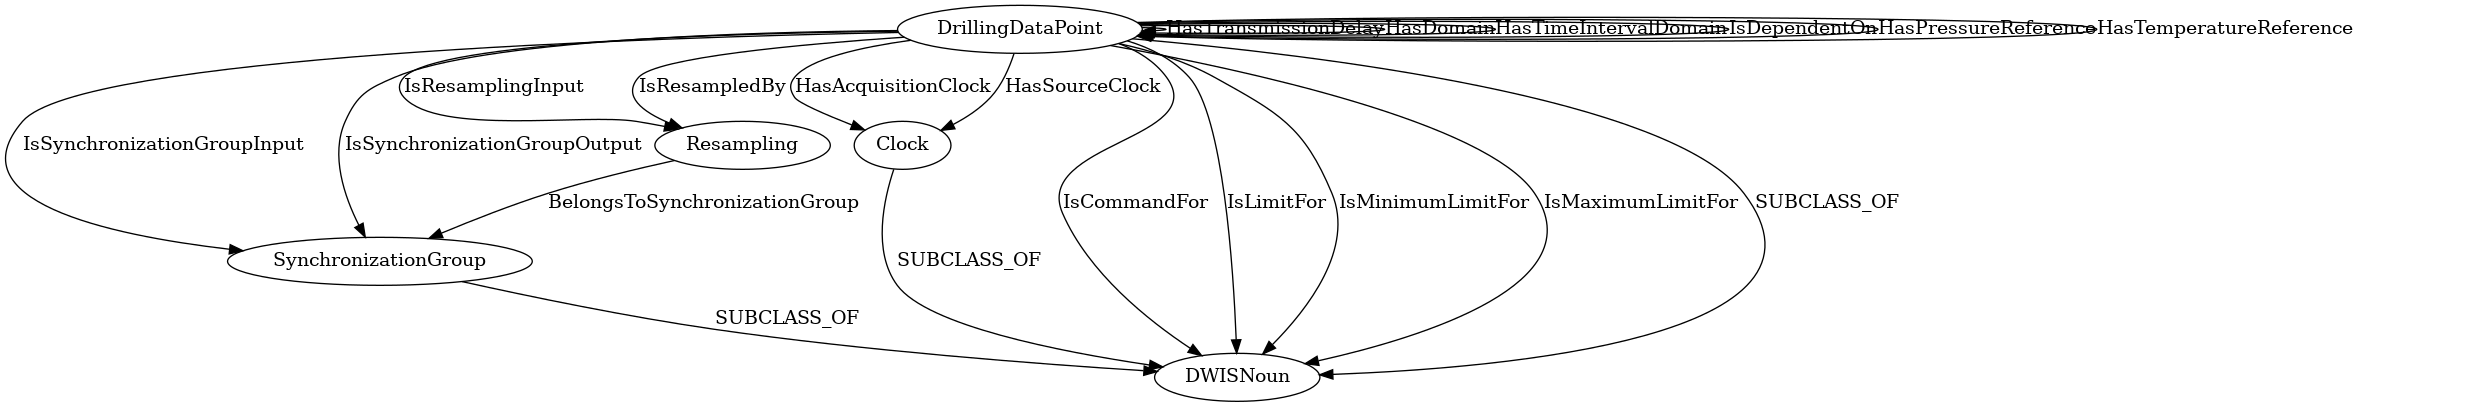 DrillingDataPoint
HasTransmissionDelay
HasDomain
HasTimeIntervalDomain
IsDependentOn
HasPressureReference
HasTemperatureReference
IsResamplingInput
IsResampledBy
HasAcquisitionClock
HasSourceClock
IsSynchronizationGroupInput
IsSynchronizationGroupOutput
Resampling
Clock
BelongsToSynchronizationGroup
IsCommandFor
IsLimitFor
IsMinimumLimitFor
IsMaximumLimitFor
SUBCLASS_OF
SynchronizationGroup
SUBCLASS_OF
SUBCLASS_OF
DWISNoun